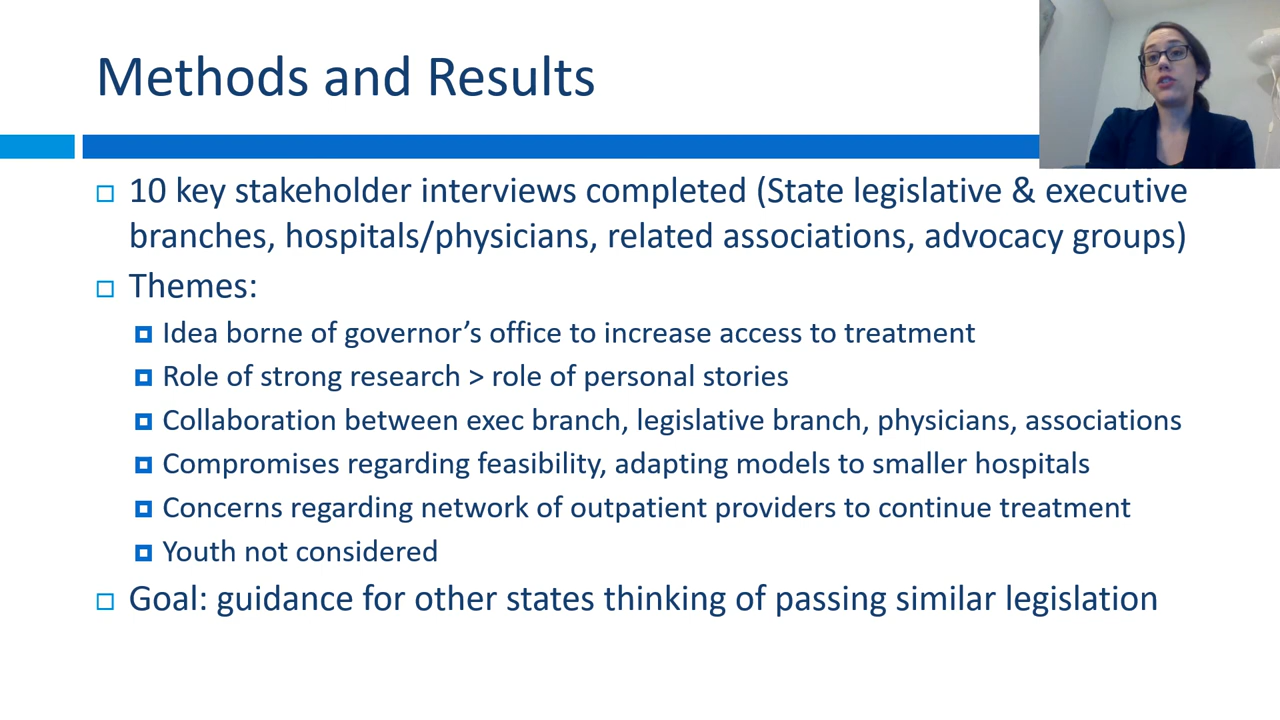 Methods and Results
10 key stakeholder interviews completed (State legislative & executive
branches, hospitals/physicians, related associations, advocacy groups)
Themes:
Idea borne of governor’s office to increase access to treatment
Role of strong research > role of personal stories
Collaboration between exec branch, legislative branch, physicians, associations
Compromises regarding feasibility, adapting models to smaller hospitals
Concerns regarding network of outpatient providers to continue treatment
Youth not considered
Goal: guidance for other states thinking of passing similar legislation